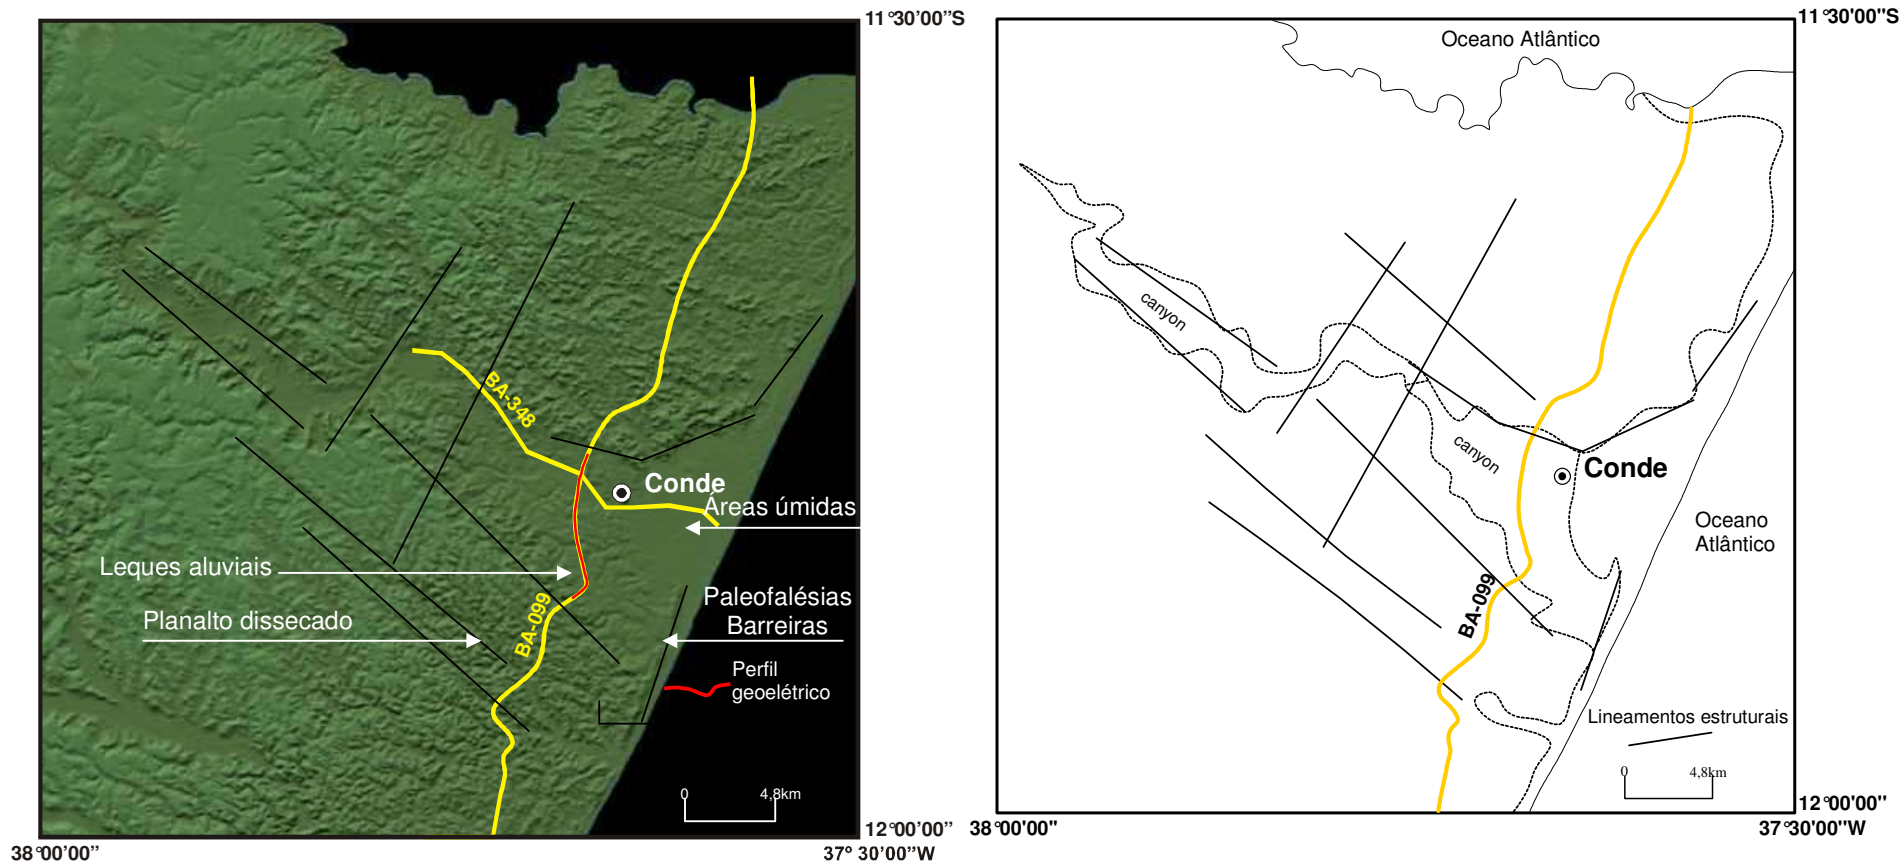 11°30'00''S
BA-348
Conde
Áreas úmidas
Leques aluviais
Planalto dissecado
BA-099
Paleofalésias
Barreiras
Perfil
geoelétrico
0
4,8km
12°00'00''
38°00'00''
37°30'00''W
11°30'00"S
Oceano Atlântico
canyon
canyon
Conde
Oceano
Atlântico
BA-099
Lineamentos estruturais
0
4,8km
12°00'00"
38°00'00"
37°30'00"W